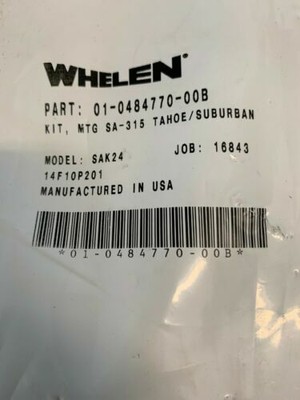 WHELEN®
PART: 01-0484770-00B
KIT, MTG SA-315 TAHOE/SUBURBAN
MODEL: SAK24 JOB: 16843
14F10P201
MANUFACTURED IN USA
*01-0484770-00B*